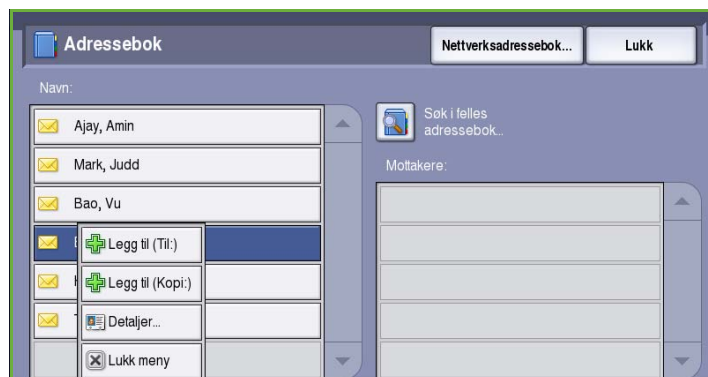 Adressebok
Nettverksadressebok...
Lukk
Navn:
Ajay, Amin
Mark, Judd
Bao, Vu
Legg til (Til:)
Legg til (Kopi:)
Detaljer...
Lukk meny
Søk i felles
adressebok...
Mottakere: